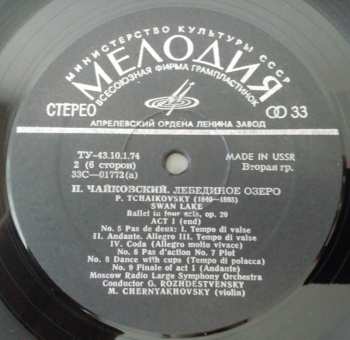 МИНИСТЕРСТВО КУЛЬТУРЫ СССР
МЕЛОДИЯ
ВСЕСОЮЗНАЯ ФИРМА ГРАМПЛАСТИНОК
СТЕРЕО
33
АПРЕЛЕВСКИЙ ОРДЕНА ЛЕНИНА ЗАВОД
ТУ-43.10.1.74
MADE IN USSR
2 (6 сторон)
Вторая гр.
33С—01772(а)
П. ЧАЙКОВСКИЙ. ЛЕБЕДИНОЕ ОЗЕРО
P. TCHAIKOVSKY (1840—1893)
SWAN LAKE
Ballet in four acts, op. 20
ACT I (end)
No. 5 Pas de deux: I. Tempo di valse
II. Andante. Allegro III. Tempo di valse
IV. Coda (Allegro molto vivace)
No. 6 Pas d'action No. 7 Plot
No. 8 Dance with cups (Tempo di polacca)
No. 9 Finale of act 1 (Andante)
Moscow Radio Large Symphony Orchestra
Conductor G. ROZHDESTVENSKY
M. CHERNYAKHOVSKY (violin)